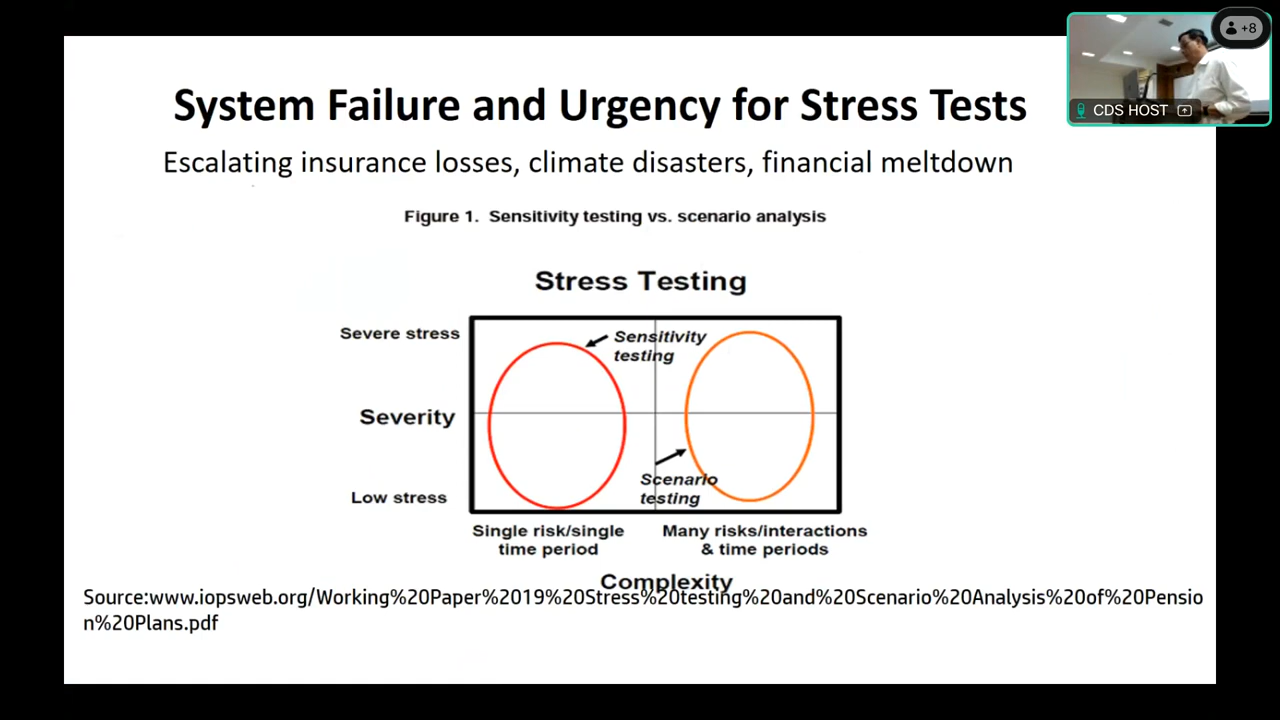 System Failure and Urgency for Stress Tests
+8
CDS HOST
Escalating insurance losses, climate disasters, financial meltdown
Figure 1. Sensitivity testing vs. scenario analysis
Stress Testing
Severe stress
Sensitivity
testing
Severity
Scenario
testing
Low stress
Single risk/single
time period
Many risks/interactions
& time periods
Complexity
Source:www.iopsweb.org/Working%20Paper%2019%20Stress%20testing%20and%20Scenario%20Analysis%20of%20Pensio
n%20Plans.pdf